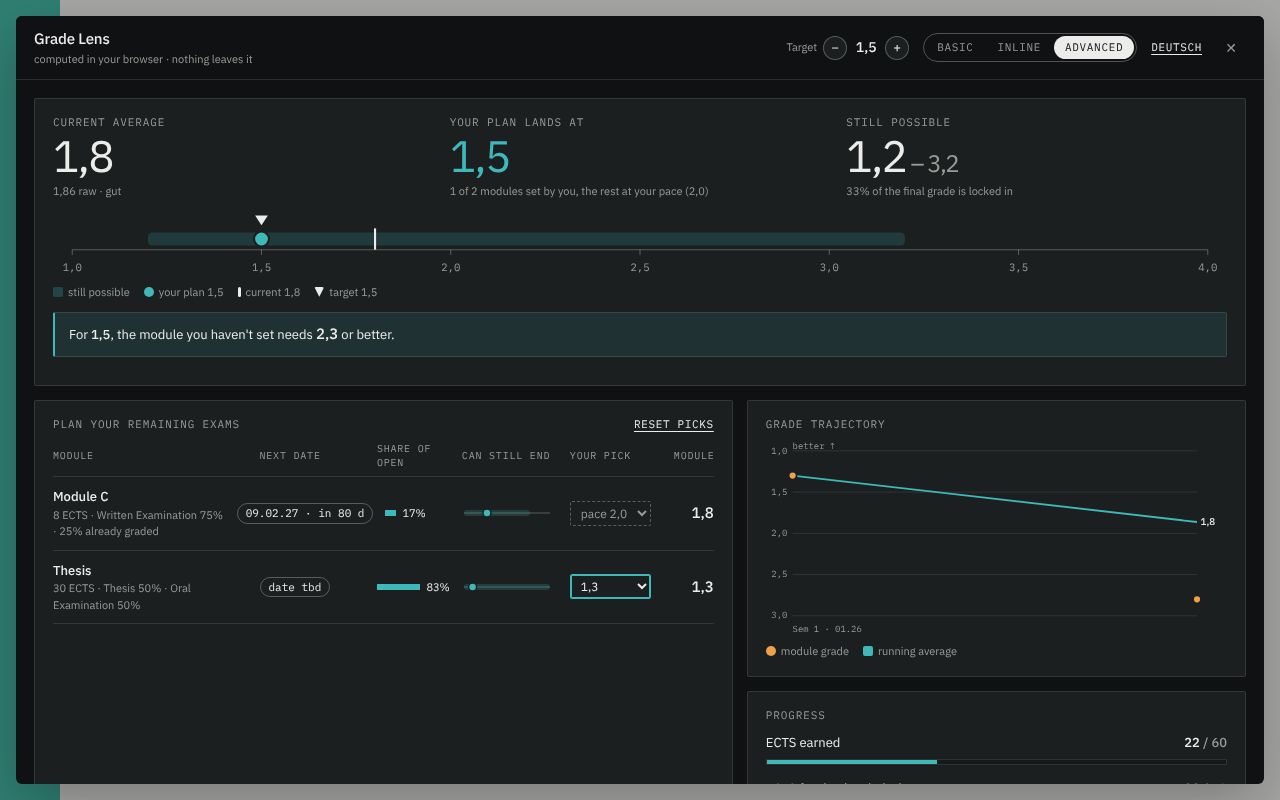 Grade Lens
computed in your browser · nothing leaves it
Target − 1,5 + BASIC INLINE ADVANCED DEUTSCH ×
CURRENT AVERAGE
1,8
1,86 raw · gut
YOUR PLAN LANDS AT
1,5
1 of 2 modules set by you, the rest at your pace (2,0)
STILL POSSIBLE
1,2 – 3,2
33% of the final grade is locked in
1,0 1,5 2,0 2,5 3,0 3,5 4,0
still possible your plan 1,5 current 1,8 target 1,5
For 1,5, the module you haven't set needs 2,3 or better.
PLAN YOUR REMAINING EXAMS RESET PICKS
MODULE NEXT DATE SHARE OF OPEN CAN STILL END YOUR PICK MODULE
Module C
8 ECTS · Written Examination 75%
· 25% already graded
09.02.27 · in 80 d 17% pace 2,0 1,8
Thesis
30 ECTS · Thesis 50% · Oral
Examination 50%
date tbd 83% 1,3 1,3
GRADE TRAJECTORY
better ↑
1,0
1,5
1,8
2,0
2,5
3,0
Sem 1 · 01.26
module grade running average
PROGRESS
ECTS earned 22 / 60